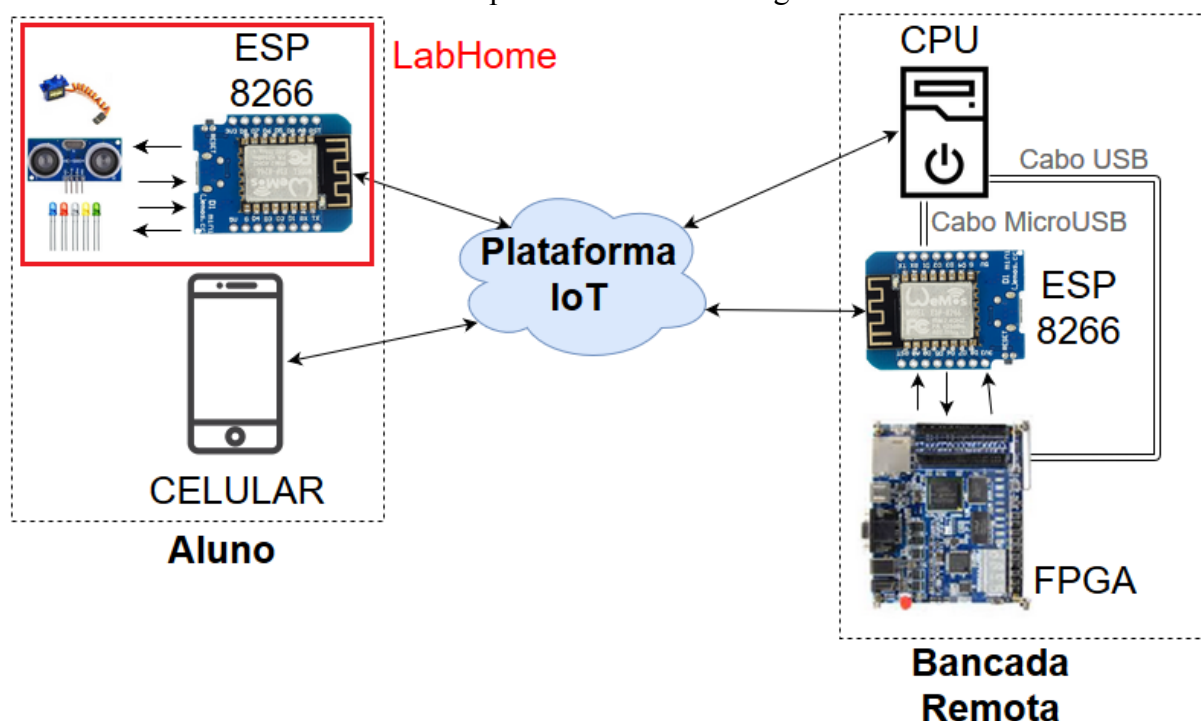 ESP
8266
LabHome
CPU
Cabo USB
Cabo MicroUSB
Plataforma
IoT
ESP
8266
CELULAR
Aluno
FPGA
Bancada
Remota